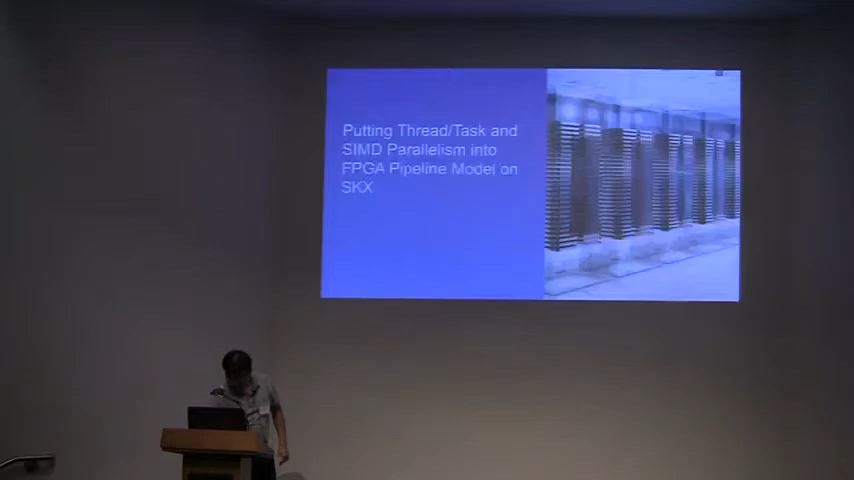 Putting Thread/Task and
SIMD Parallelism into
FPGA Pipeline Model on
SKX